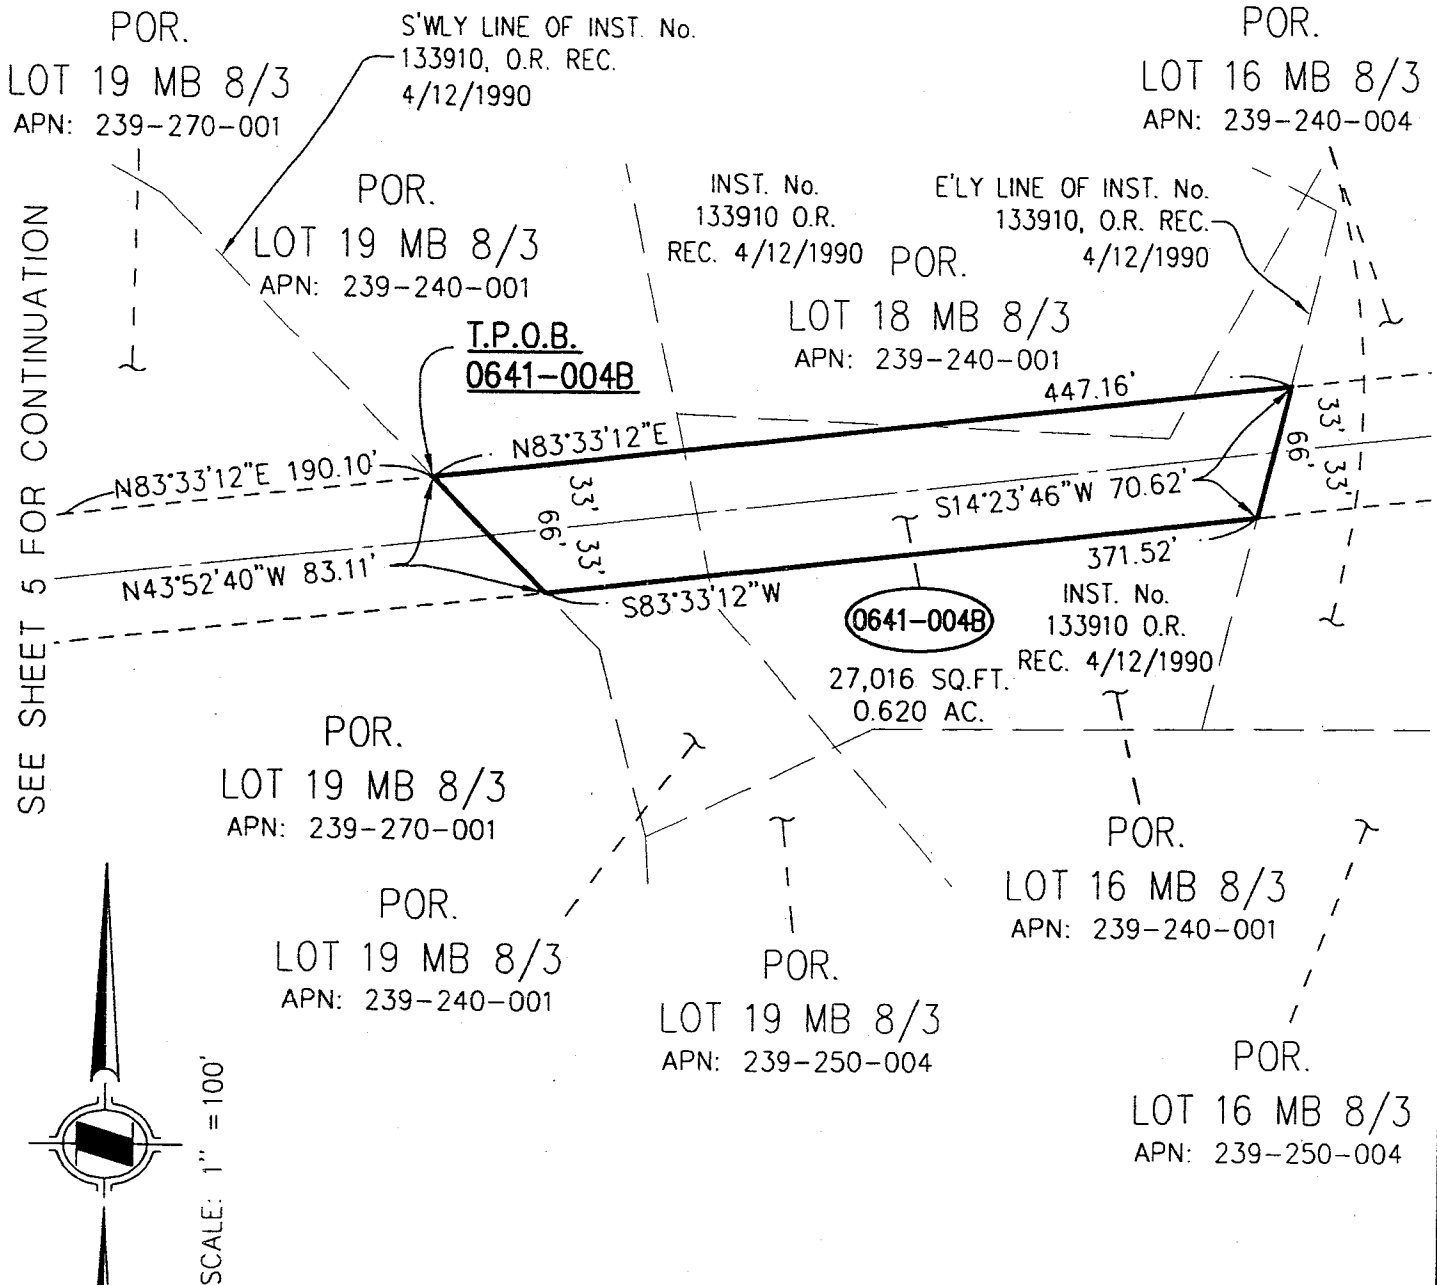 POR.
LOT 19 MB 8/3
APN: 239-270-001
S'WLY LINE OF INST. No.
133910, O.R. REC.
4/12/1990
POR.
LOT 16 MB 8/3
APN: 239-240-004
POR.
LOT 19 MB 8/3
APN: 239-240-001
INST. No.
133910 O.R.
REC. 4/12/1990
E'LY LINE OF INST. No.
133910, O.R. REC.
4/12/1990
POR.
LOT 18 MB 8/3
APN: 239-240-001
SEE SHEET 5 FOR CONTINUATION
T.P.O.B.
0641-004B
447.16'
N83°33'12"E
N83°33'12"E 190.10'
33'
66'
33'
33'
66'
33'
S14°23'46"W 70.62'
N43°52'40"W 83.11'
371.52'
S83°33'12"W
0641-004B
27,016 SQ.FT.
0.620 AC.
INST. No.
133910 O.R.
REC. 4/12/1990
POR.
LOT 19 MB 8/3
APN: 239-270-001
POR.
LOT 19 MB 8/3
APN: 239-240-001
POR.
LOT 19 MB 8/3
APN: 239-250-004
POR.
LOT 16 MB 8/3
APN: 239-240-001
POR.
LOT 16 MB 8/3
APN: 239-250-004
SCALE: 1" = 100'